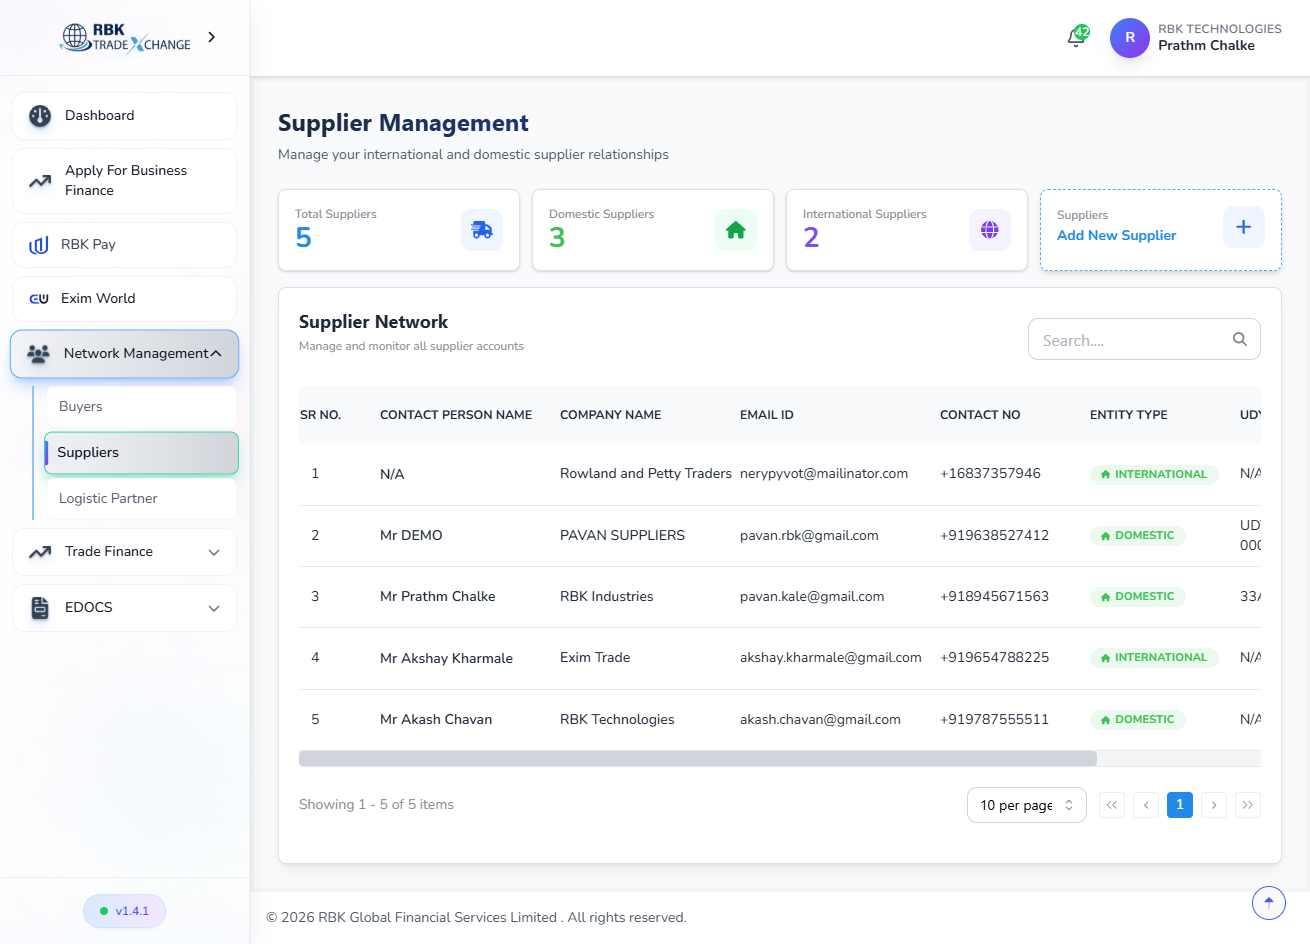 RBK
TRADEXCHANGE
42
R
RBK TECHNOLOGIES
Prathm Chalke
Dashboard
Apply For Business
Finance
RBK Pay
Exim World
Network Management
Buyers
Suppliers
Logistic Partner
Trade Finance
EDOCS
v1.4.1
Supplier Management
Manage your international and domestic supplier relationships
Total Suppliers
5
Domestic Suppliers
3
International Suppliers
2
Suppliers
Add New Supplier
Supplier Network
Manage and monitor all supplier accounts
Search....
SR NO. CONTACT PERSON NAME COMPANY NAME EMAIL ID CONTACT NO ENTITY TYPE
1 N/A Rowland and Petty Traders nerypyvot@mailinator.com +16837357946 INTERNATIONAL N/A
2 Mr DEMO PAVAN SUPPLIERS pavan.rbk@gmail.com +919638527412 DOMESTIC
3 Mr Prathm Chalke RBK Industries pavan.kale@gmail.com +918945671563 DOMESTIC
4 Mr Akshay Kharmale Exim Trade akshay.kharmale@gmail.com +919654788225 INTERNATIONAL N/A
5 Mr Akash Chavan RBK Technologies akash.chavan@gmail.com +919787555511 DOMESTIC N/A
Showing 1 - 5 of 5 items
10 per page
1
© 2026 RBK Global Financial Services Limited . All rights reserved.